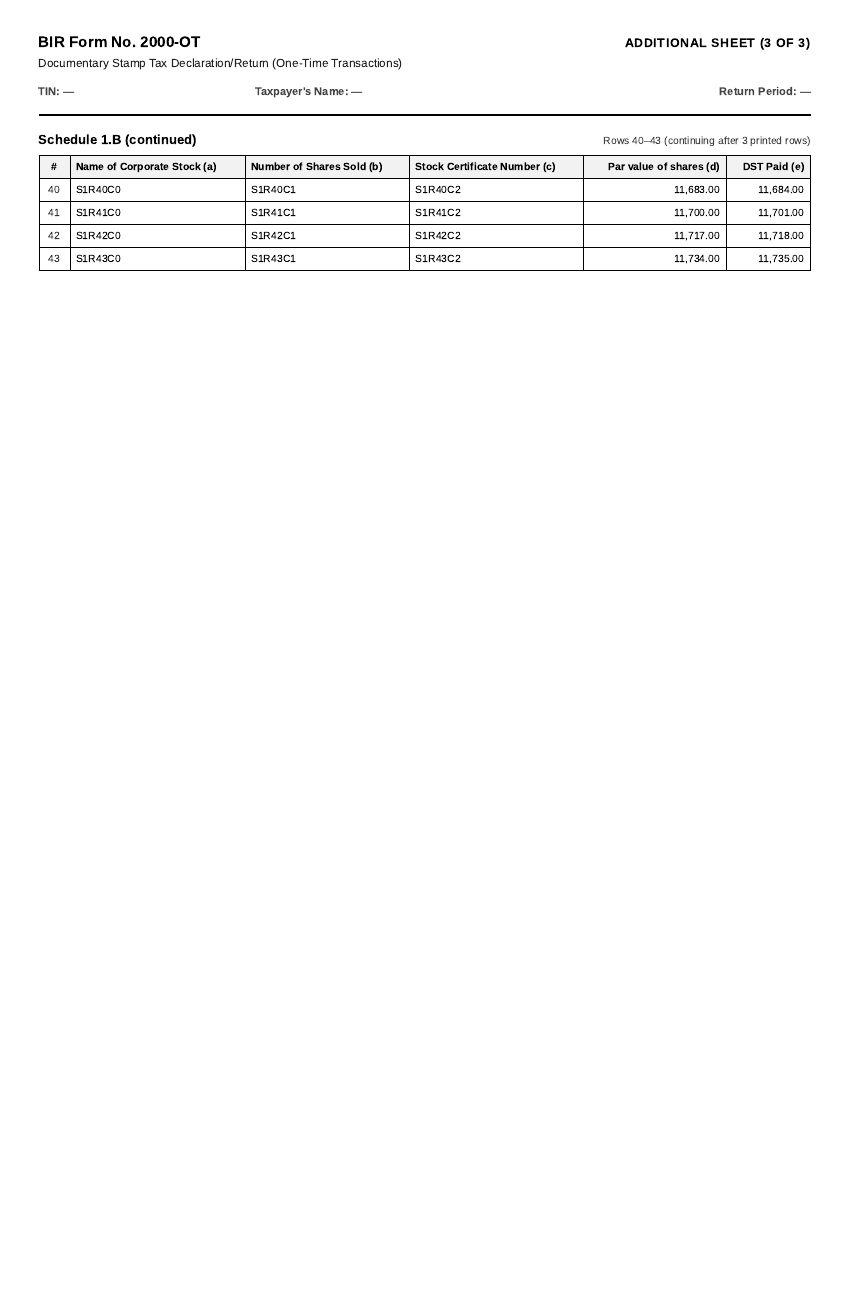 BIR Form No. 2000-OT
ADDITIONAL SHEET (3 OF 3)
Documentary Stamp Tax Declaration/Return (One-Time Transactions)
TIN: — Taxpayer's Name: — Return Period: —
Schedule 1.B (continued) Rows 40–43 (continuing after 3 printed rows)
# Name of Corporate Stock (a) Number of Shares Sold (b) Stock Certificate Number (c) Par value of shares (d) DST Paid (e)
40 S1R40C0 S1R40C1 S1R40C2 11,683.00 11,684.00
41 S1R41C0 S1R41C1 S1R41C2 11,700.00 11,701.00
42 S1R42C0 S1R42C1 S1R42C2 11,717.00 11,718.00
43 S1R43C0 S1R43C1 S1R43C2 11,734.00 11,735.00